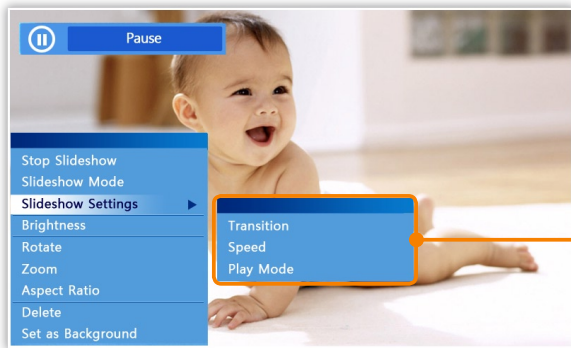 Pause
Stop Slideshow
Slideshow Mode
Slideshow Settings
Brightness
Rotate
Zoom
Aspect Ratio
Delete
Set as Background
Transition
Speed
Play Mode